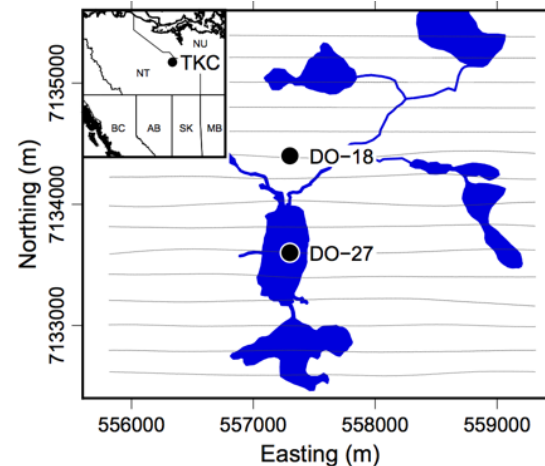 NU
TKC
NT
BC
AB
SK
MB
7135000
7134000
7133000
Northing (m)
DO-18
DO-27
556000
557000
558000
559000
Easting (m)